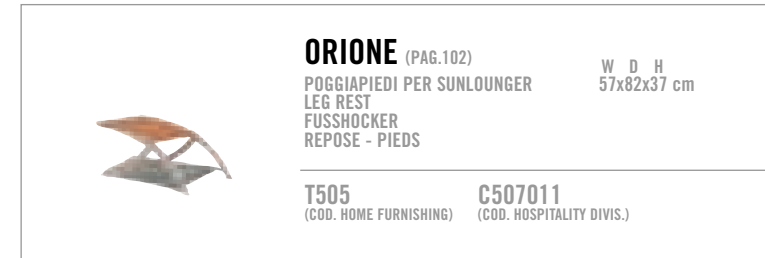 ORIONE (PAG.102)
POGGIAPIEDI PER SUNLOUNGER
LEG REST
FUSSHOCKER
REPOSE - PIEDS
W D H
57x82x37 cm
T505
(COD. HOME FURNISHING)
C507011
(COD. HOSPITALITY DIVIS.)